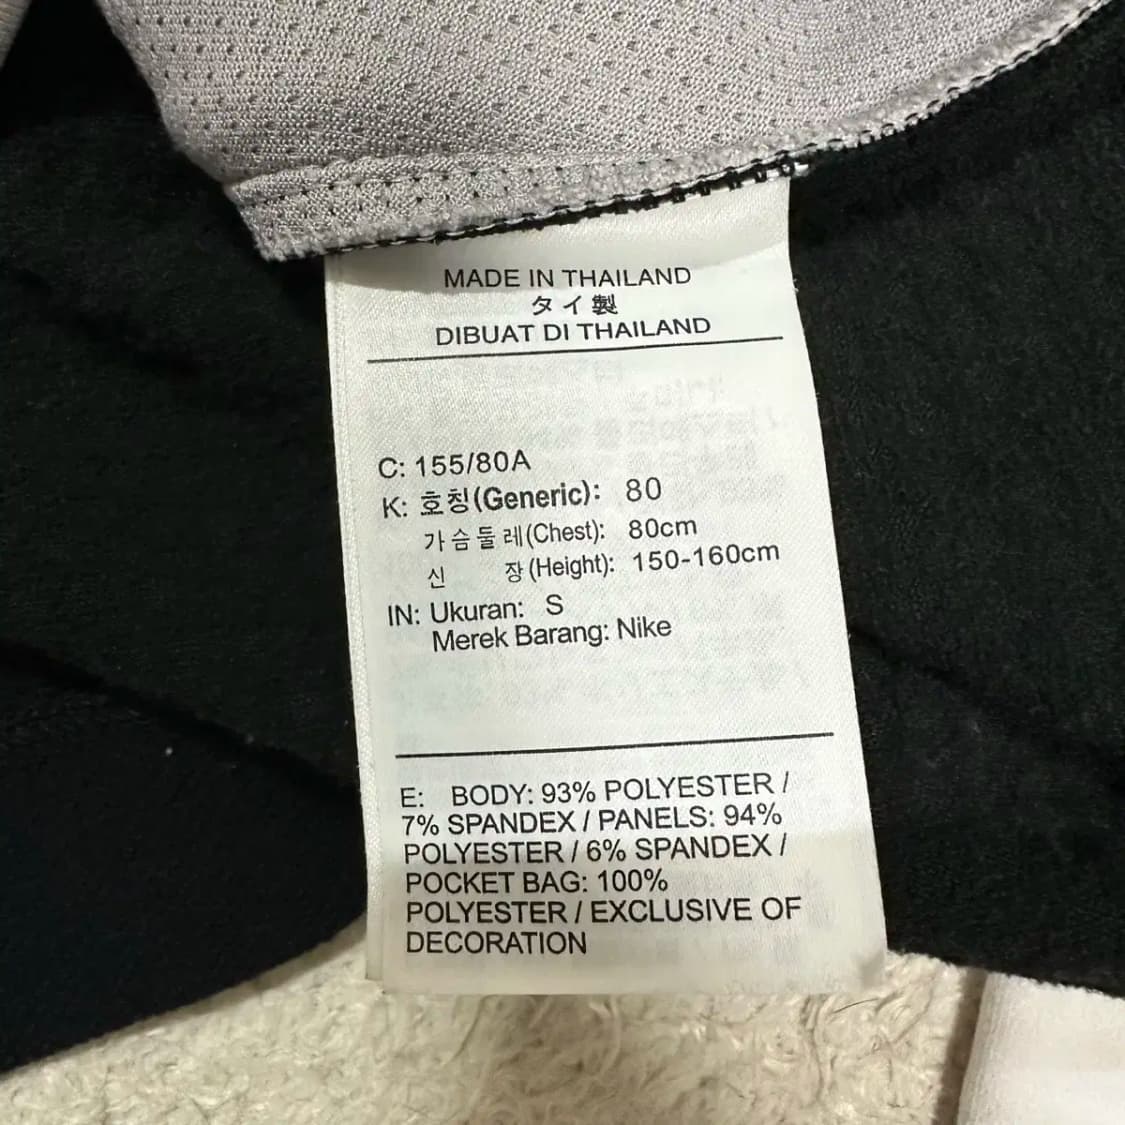 MADE IN THAILAND
タイ製
DIBUAT DI THAILAND
C: 155/80A
K: 호칭(Generic): 80
가슴둘레(Chest): 80cm
신 장(Height): 150-160cm
IN: Ukuran: S
Merek Barang: Nike
E: BODY: 93% POLYESTER /
7% SPANDEX / PANELS: 94%
POLYESTER / 6% SPANDEX /
POCKET BAG: 100%
POLYESTER / EXCLUSIVE OF
DECORATION